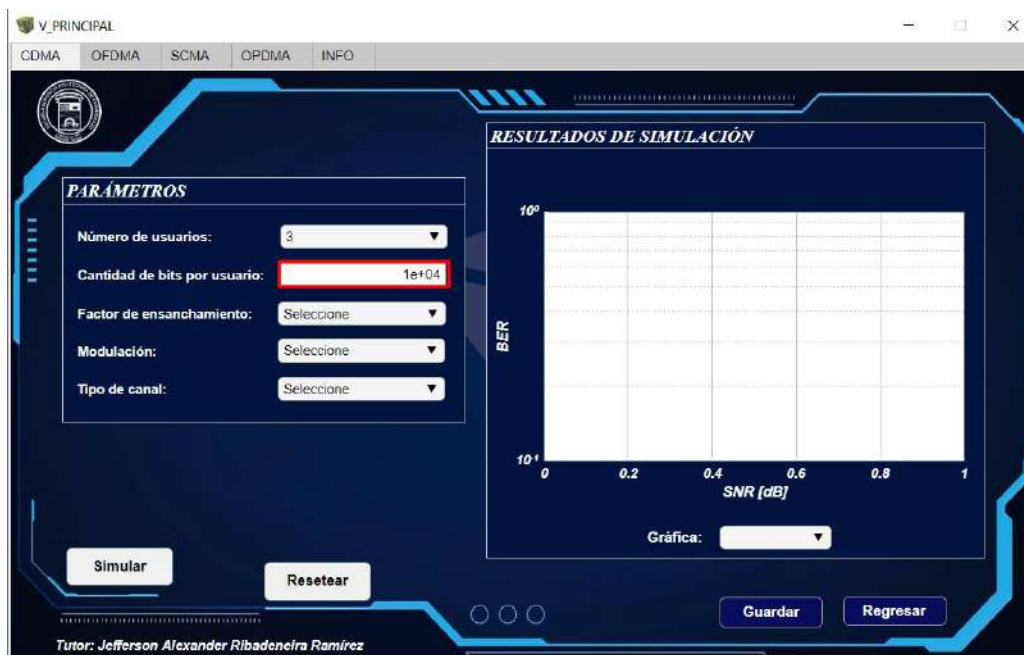 V_PRINCIPAL
CDMA OFDMA SCMA OPDMA INFO
RESULTADOS DE SIMULACIÓN
PARÁMETROS
Número de usuarios: 3
Cantidad de bits por usuario: 1e+04
Factor de ensanchamiento: Seleccione
Modulación: Seleccione
Tipo de canal: Seleccione
10⁰
BER
10⁻¹
0 0.2 0.4 0.6 0.8 1
SNR [dB]
Gráfica:
Simular
Resetear
Guardar
Regresar
Tutor: Jefferson Alexander Ribadeneira Ramírez